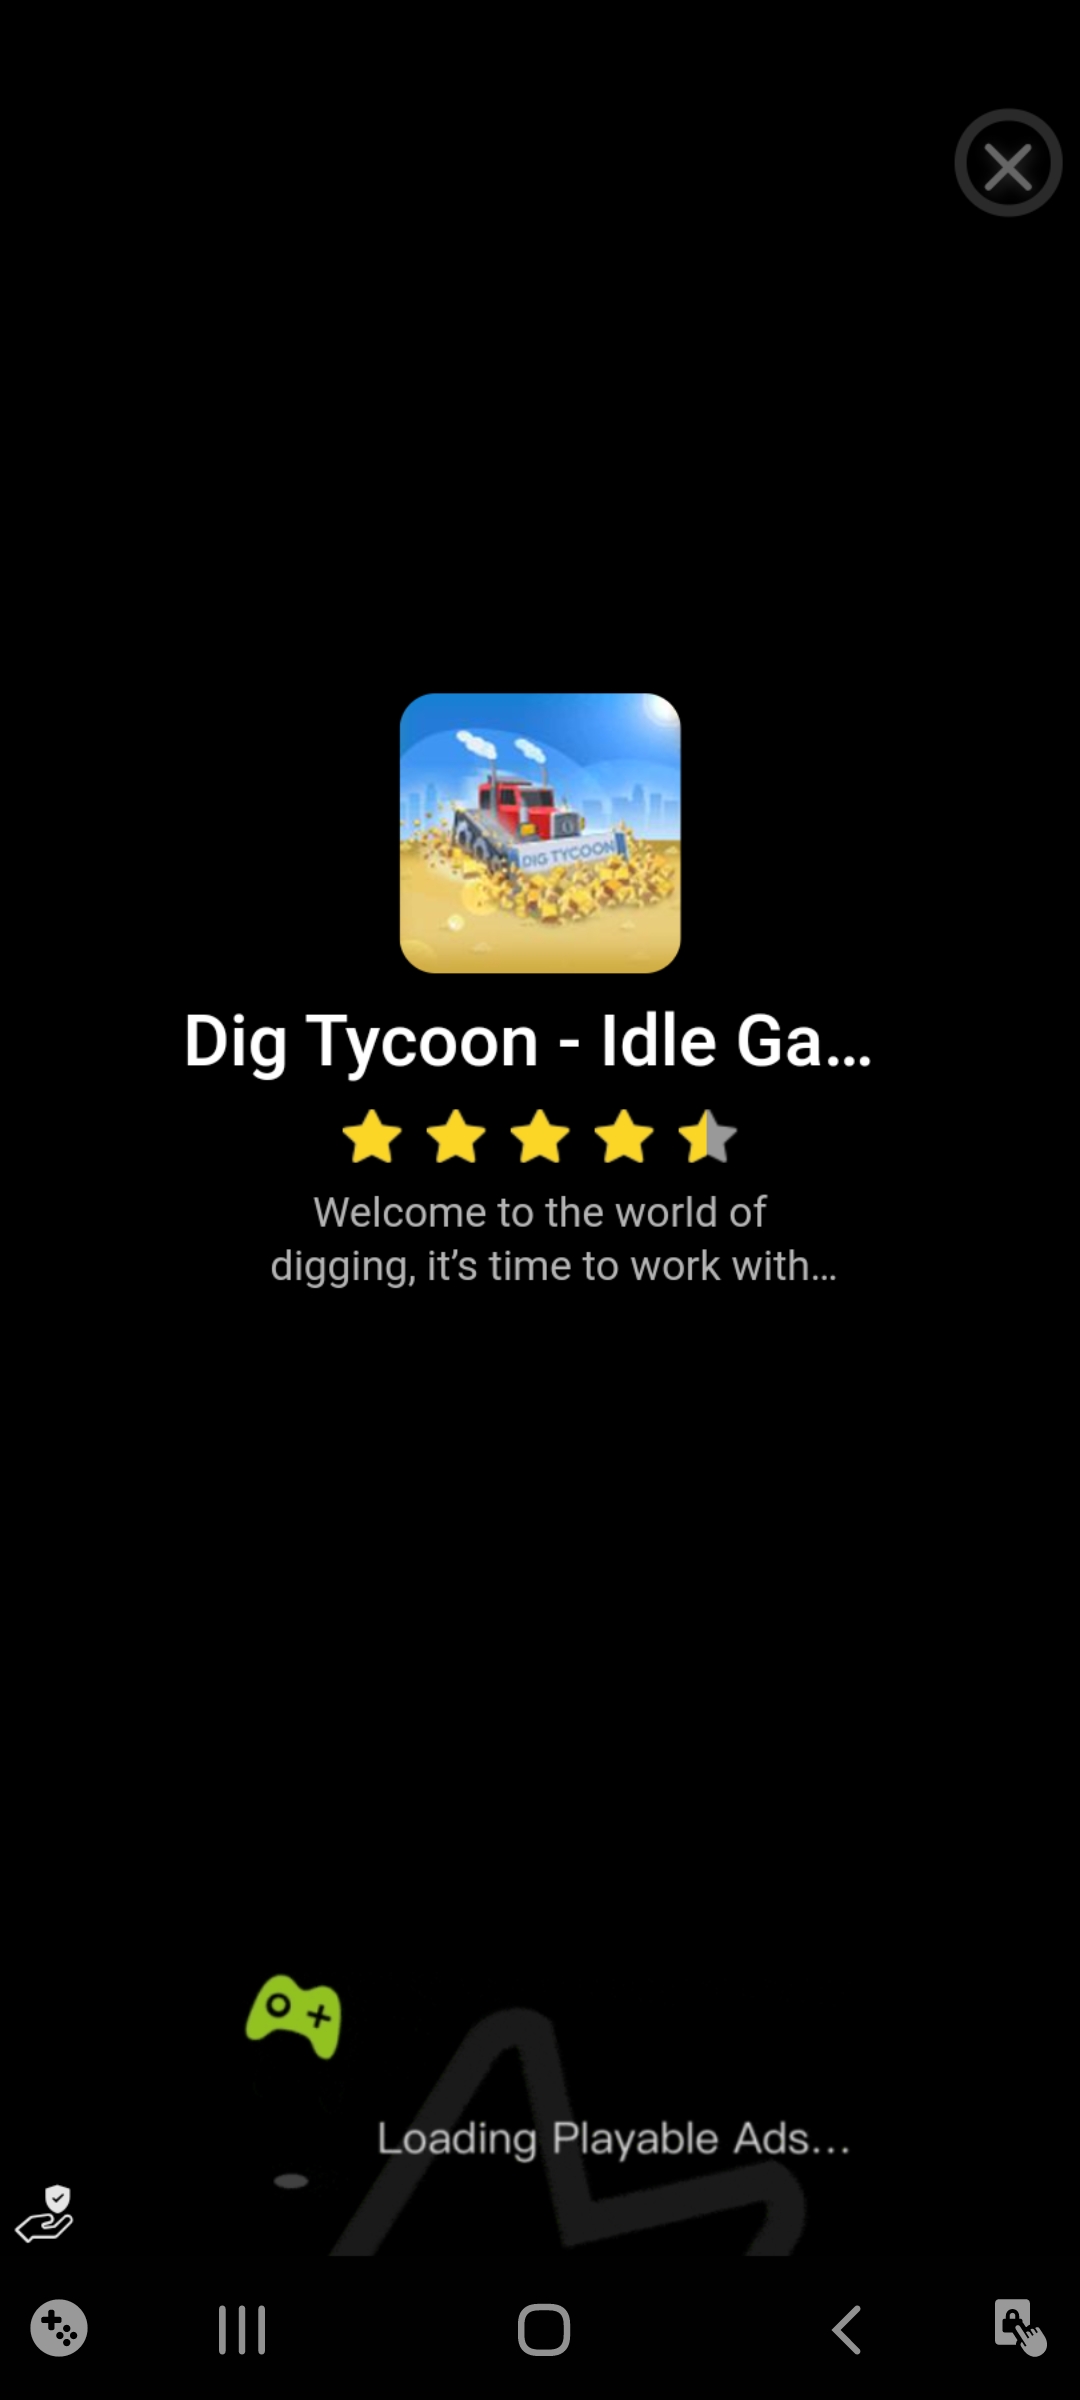 DIG TYCOON
Dig Tycoon - Idle Ga...
Welcome to the world of
digging, it’s time to work with...
Loading Playable Ads...